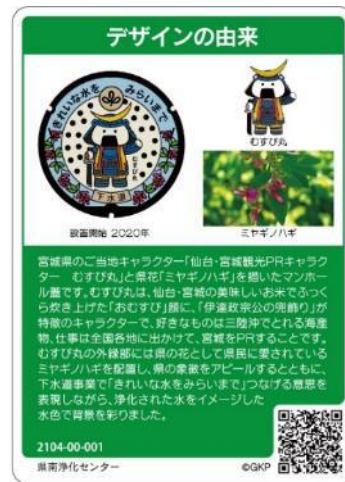 デザインの由来
きれいな水を みらいまで
むすび丸
下水道
むすび丸
設置開始 2020年
ミヤギノハギ
宮城県のご当地キャラクター「仙台・宮城観光PRキャラク
ター むすび丸」と県花「ミヤギノハギ」を描いたマンホー
ル蓋です。むすび丸は、仙台・宮城の美味しいお米でふっく
ら炊き上げた「おむすび」顔に、「伊達政宗公の兜飾り」が
特徴のキャラクターで、好きなものは三陸沖でとれる海産
物、仕事は全国各地に出かけて、宮城をPRすることです。
むすび丸の外縁部には県の花として県民に愛されている
ミヤギノハギを配置し、県の象徴をアピールするとともに、
下水道事業で「きれいな水をみらいまで」つなげる意思を
表現しながら、浄化された水をイメージした
水色で背景を彩りました。
2104-00-001
県南浄化センター
©GKP